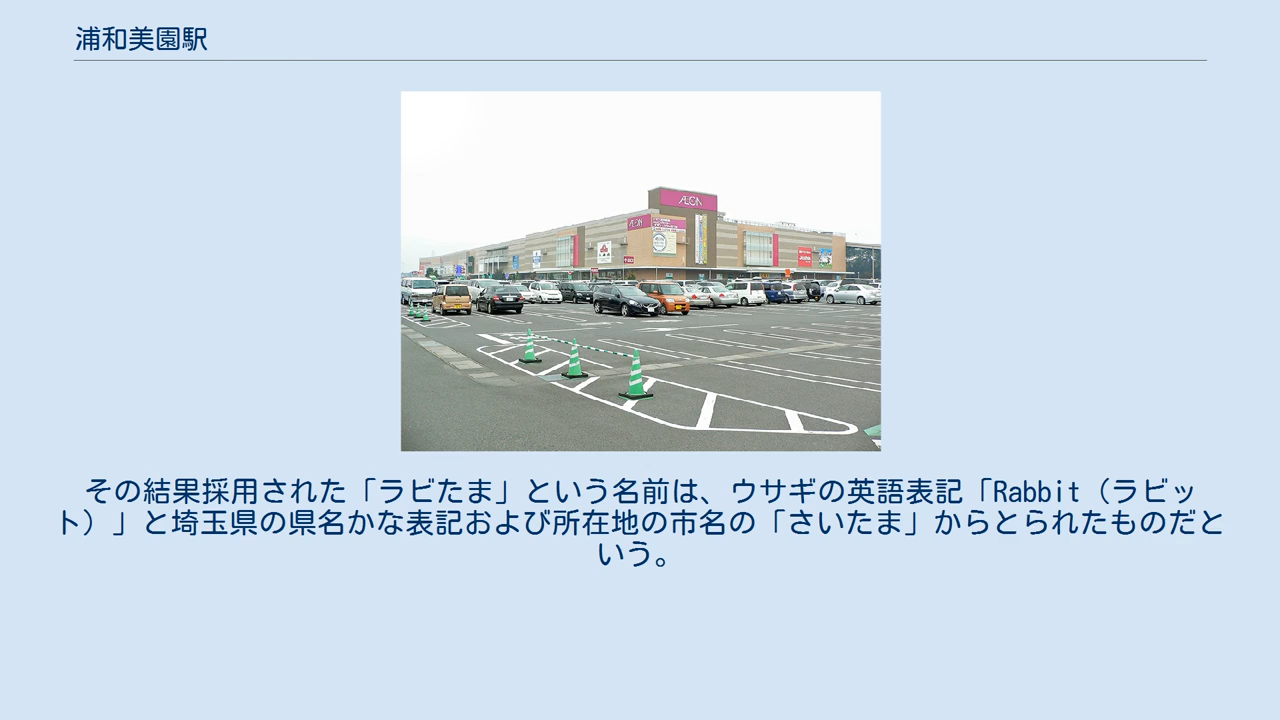 浦和美園駅
ÆON
ÆON
その結果採用された「ラビたま」という名前は、ウサギの英語表記「Rabbit（ラビッ
ト）」と埼玉県の県名かな表記および所在地の市名の「さいたま」からとられたものだと
いう。